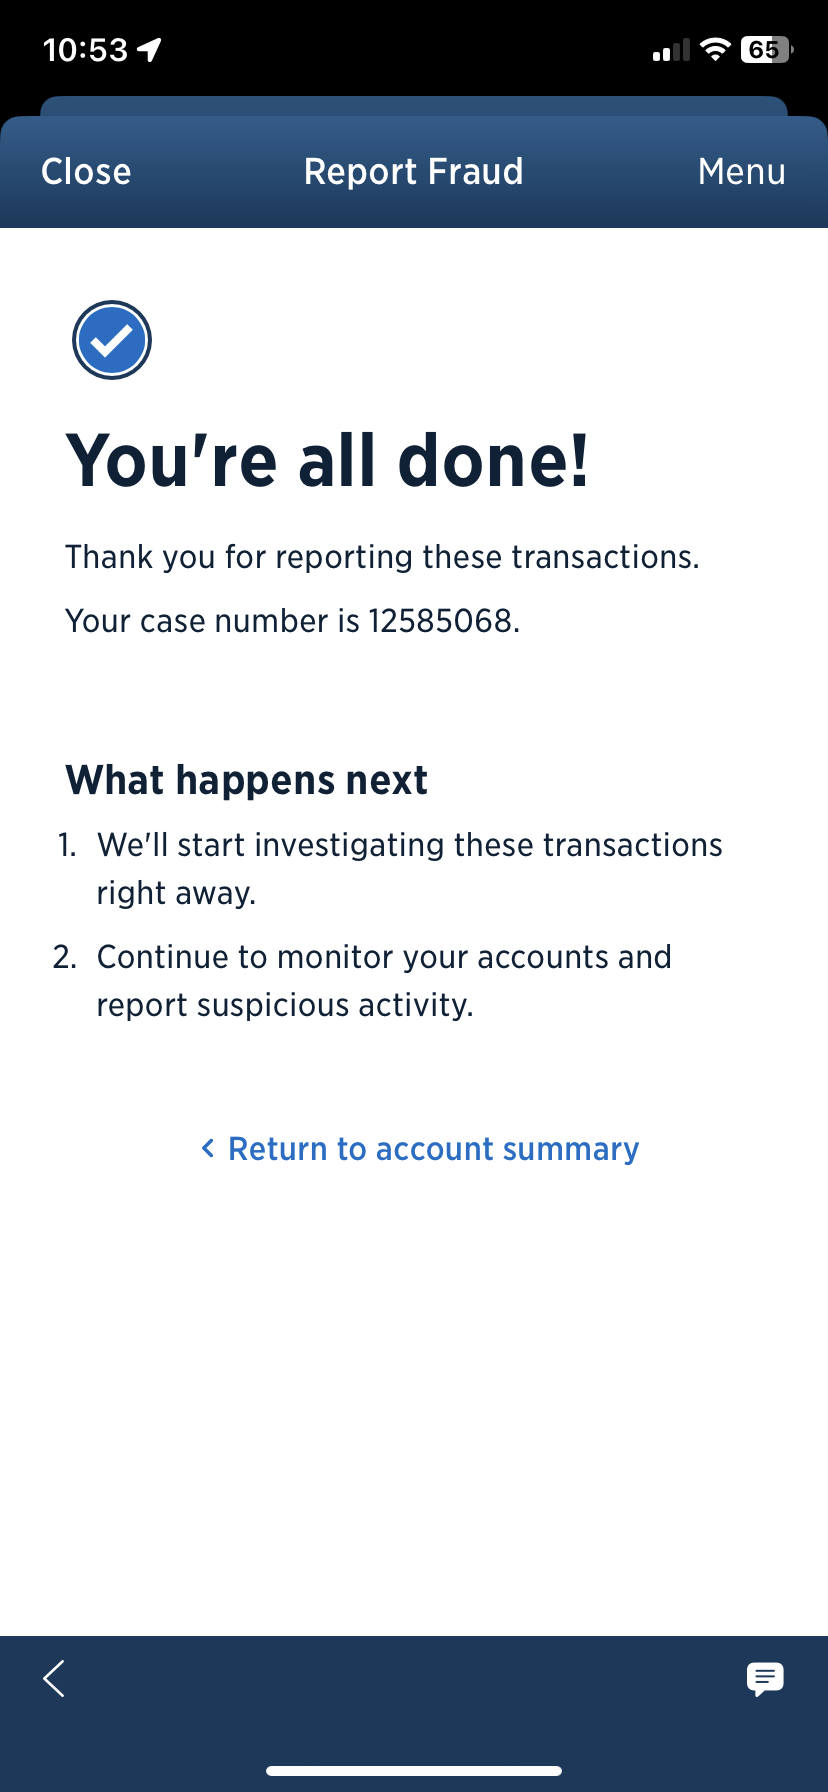 10:53
65
Close Report Fraud Menu
You're all done!
Thank you for reporting these transactions.
Your case number is 12585068.
What happens next
1. We'll start investigating these transactions
right away.
2. Continue to monitor your accounts and
report suspicious activity.
< Return to account summary